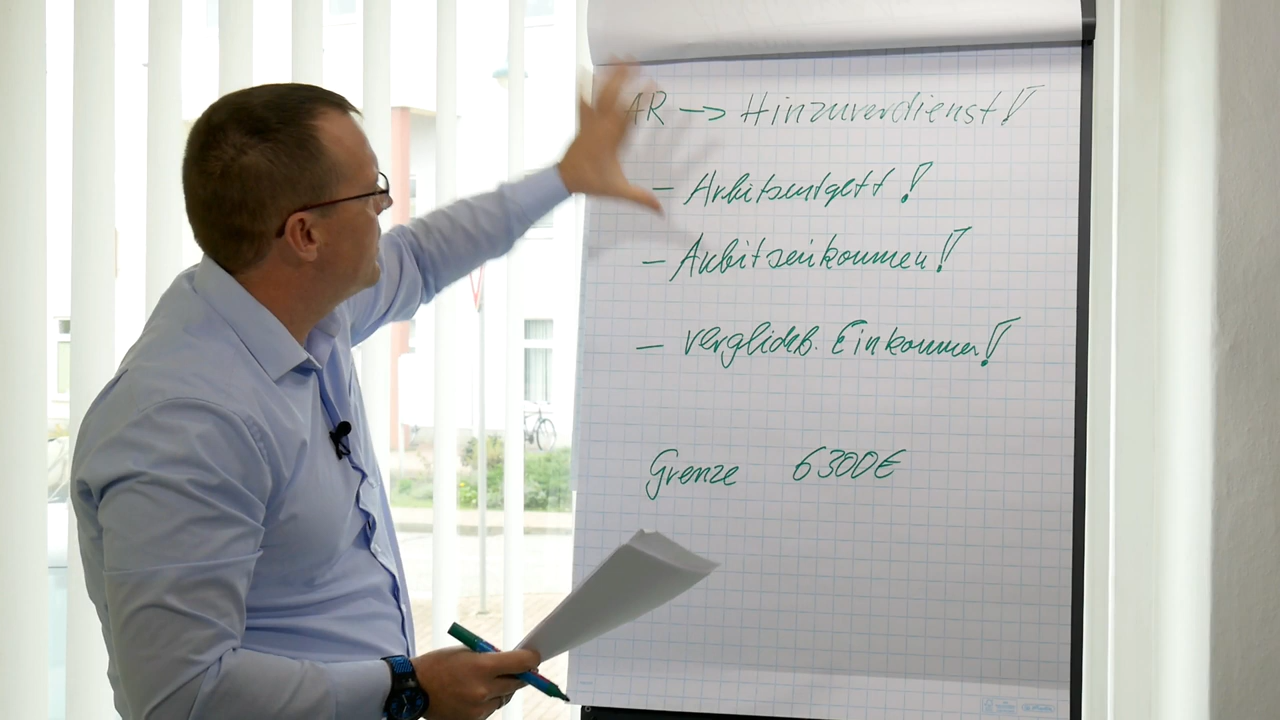 AR → Hinzuverdienst!
- Arbeitsentgelt!
- Arbeitseinkommen!
- vergleichb. Einkommen!
Grenze 6300€